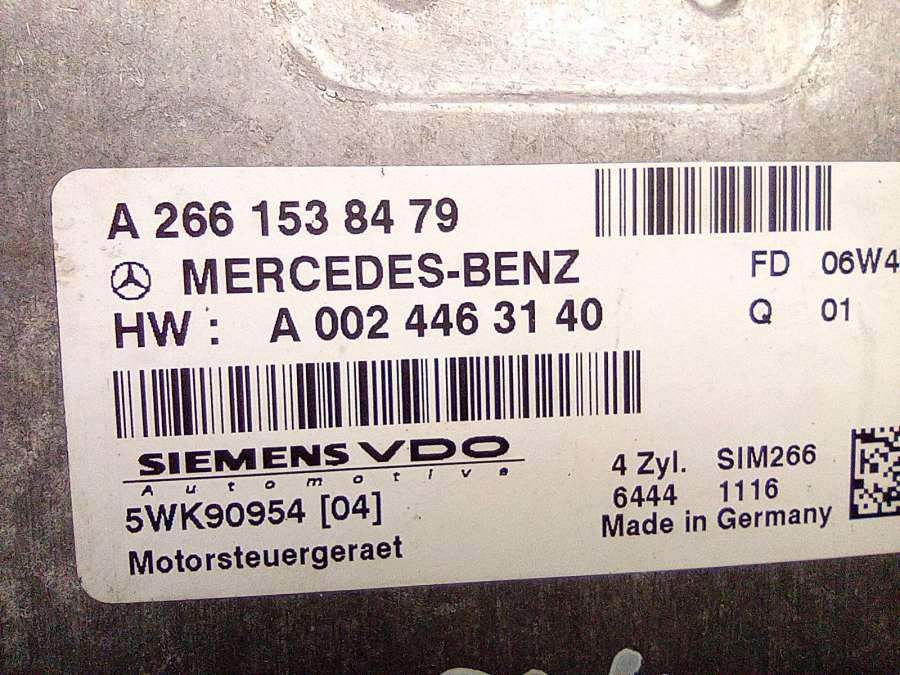 A 266 153 84 79
MERCEDES-BENZ
FD 06W4
HW : A 002 446 31 40
Q 01
SIEMENS VDO
Automotive
4 Zyl. SIM266
5WK90954 [04]
6444 1116
Made in Germany
Motorsteuergeraet